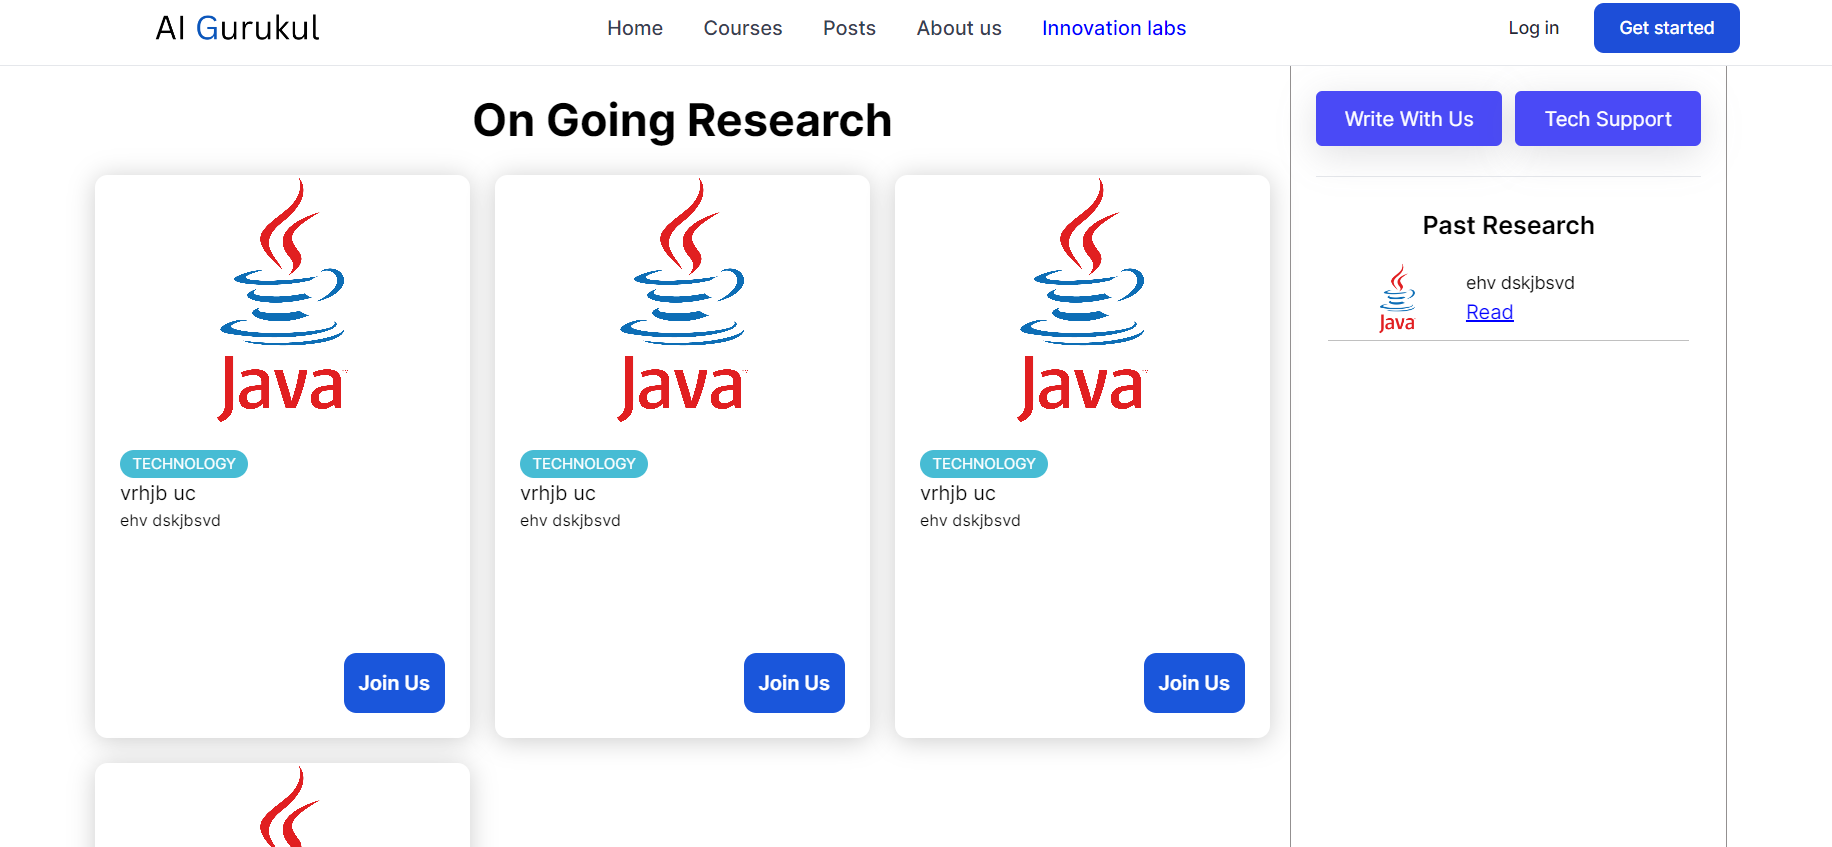 AI Gurukul
Home Courses Posts About us Innovation labs
Log in Get started
On Going Research
Java
TECHNOLOGY
vrhjb uc
ehv dskjbsvd
Join Us
Java
TECHNOLOGY
vrhjb uc
ehv dskjbsvd
Join Us
Java
TECHNOLOGY
vrhjb uc
ehv dskjbsvd
Join Us
Write With Us Tech Support
Past Research
Java
ehv dskjbsvd
Read